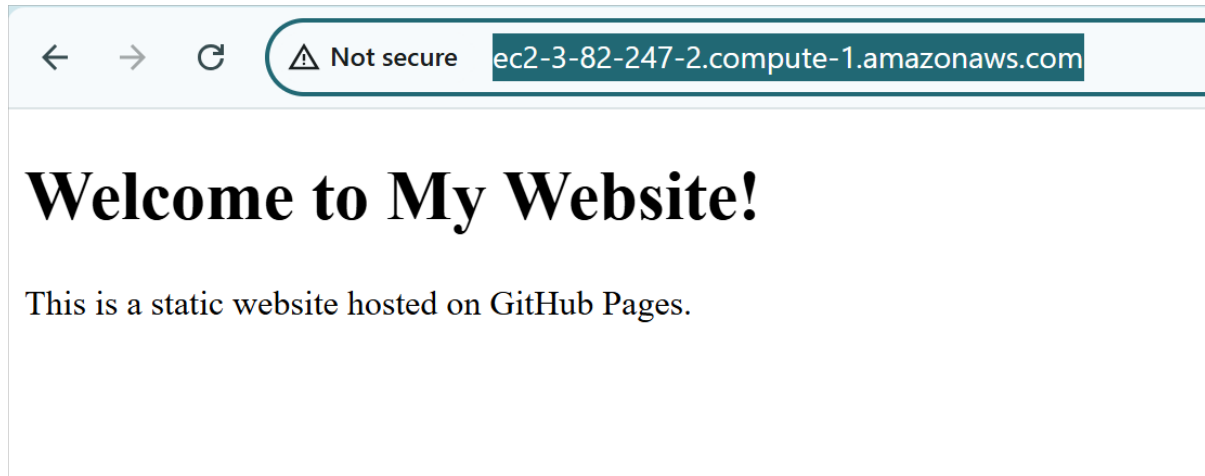 Not secure ec2-3-82-247-2.compute-1.amazonaws.com
Welcome to My Website!
This is a static website hosted on GitHub Pages.